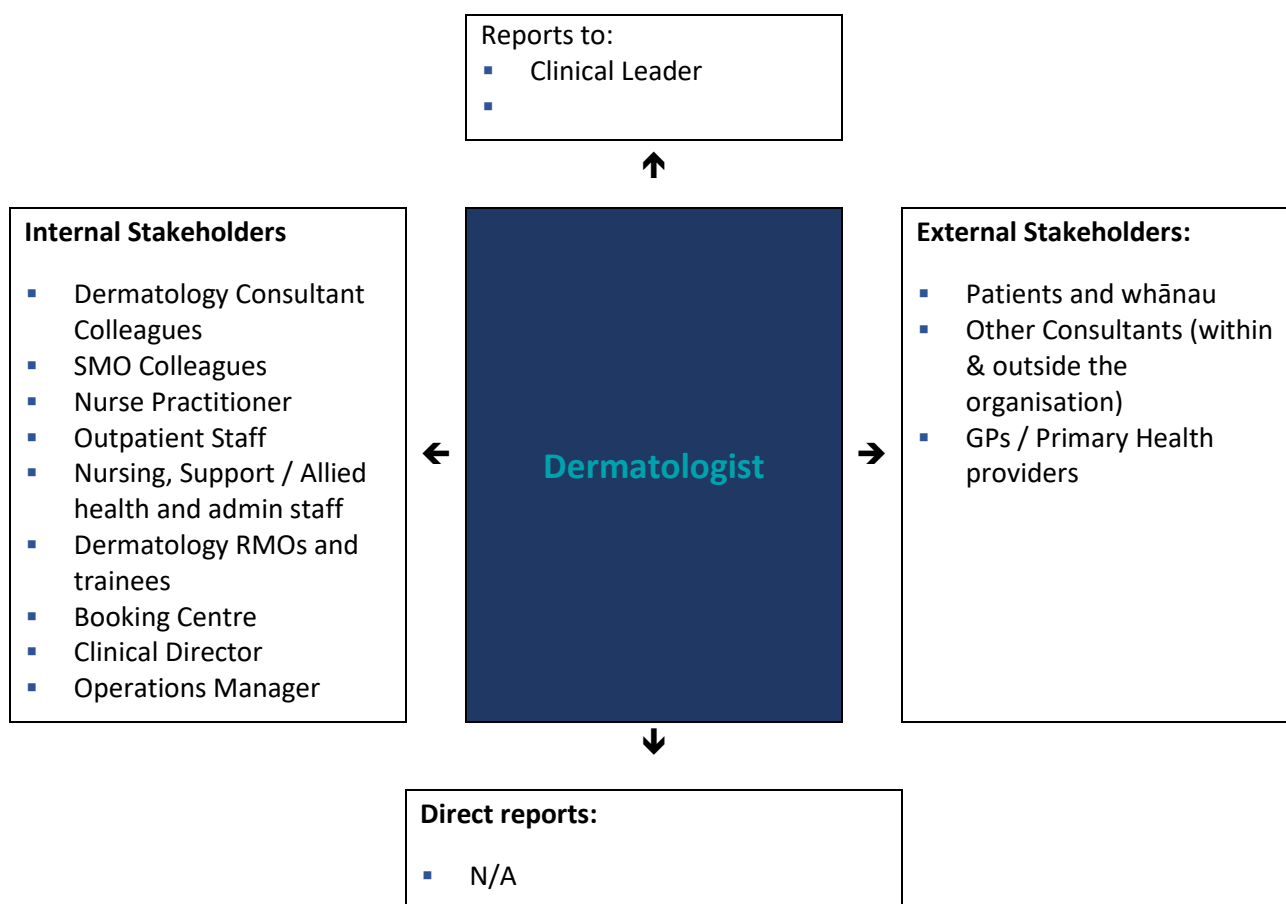 Reports to:
▪ Clinical Leader
▪
Internal Stakeholders
▪ Dermatology Consultant
Colleagues
▪ SMO Colleagues
▪ Nurse Practitioner
▪ Outpatient Staff
▪ Nursing, Support / Allied
health and admin staff
▪ Dermatology RMOs and
trainees
▪ Booking Centre
▪ Clinical Director
▪ Operations Manager
Dermatologist
External Stakeholders:
▪ Patients and whānau
▪ Other Consultants (within
& outside the
organisation)
▪ GPs / Primary Health
providers
Direct reports:
▪ N/A